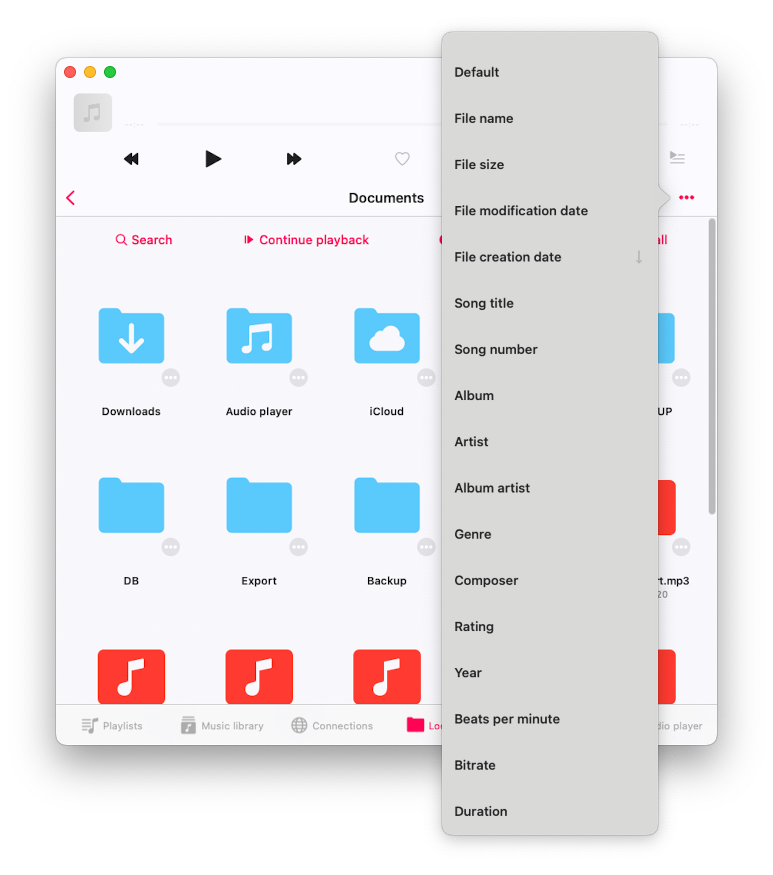 Documents
Search
Continue playback
all
Downloads
Audio player
iCloud
UP
DB
Export
Backup
rt.mp3
20
Playlists
Music library
Connections
Lo
dio player
Default
File name
File size
File modification date
File creation date ↓
Song title
Song number
Album
Artist
Album artist
Genre
Composer
Rating
Year
Beats per minute
Bitrate
Duration